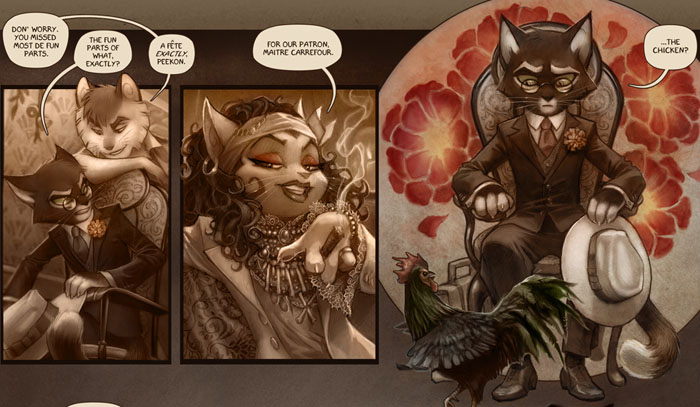 DON' WORRY.
YOU MISSED
MOST DE FUN
PARTS.
THE FUN
PARTS OF
WHAT,
EXACTLY?
A FÊTE
EXACTLY,
PEEKON.
FOR OUR PATRON,
MAITRE CARREFOUR.
...THE
CHICKEN?